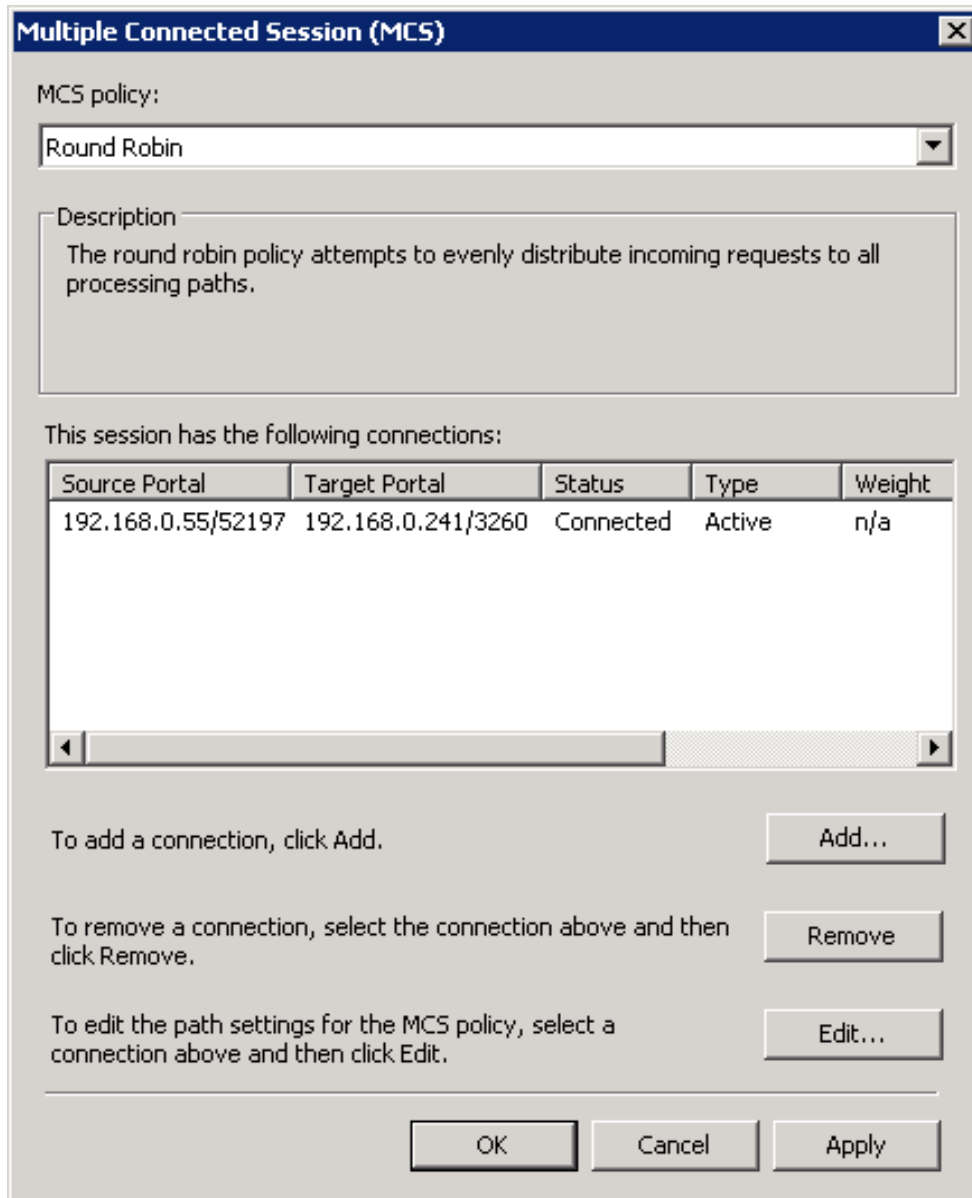 Multiple Connected Session (MCS)
MCS policy:
Round Robin
Description
The round robin policy attempts to evenly distribute incoming requests to all
processing paths.
This session has the following connections:
Source Portal Target Portal Status Type Weight
192.168.0.55/52197 192.168.0.241/3260 Connected Active n/a
To add a connection, click Add.
Add...
To remove a connection, select the connection above and then
click Remove.
Remove
To edit the path settings for the MCS policy, select a
connection above and then click Edit.
Edit...
OK Cancel Apply